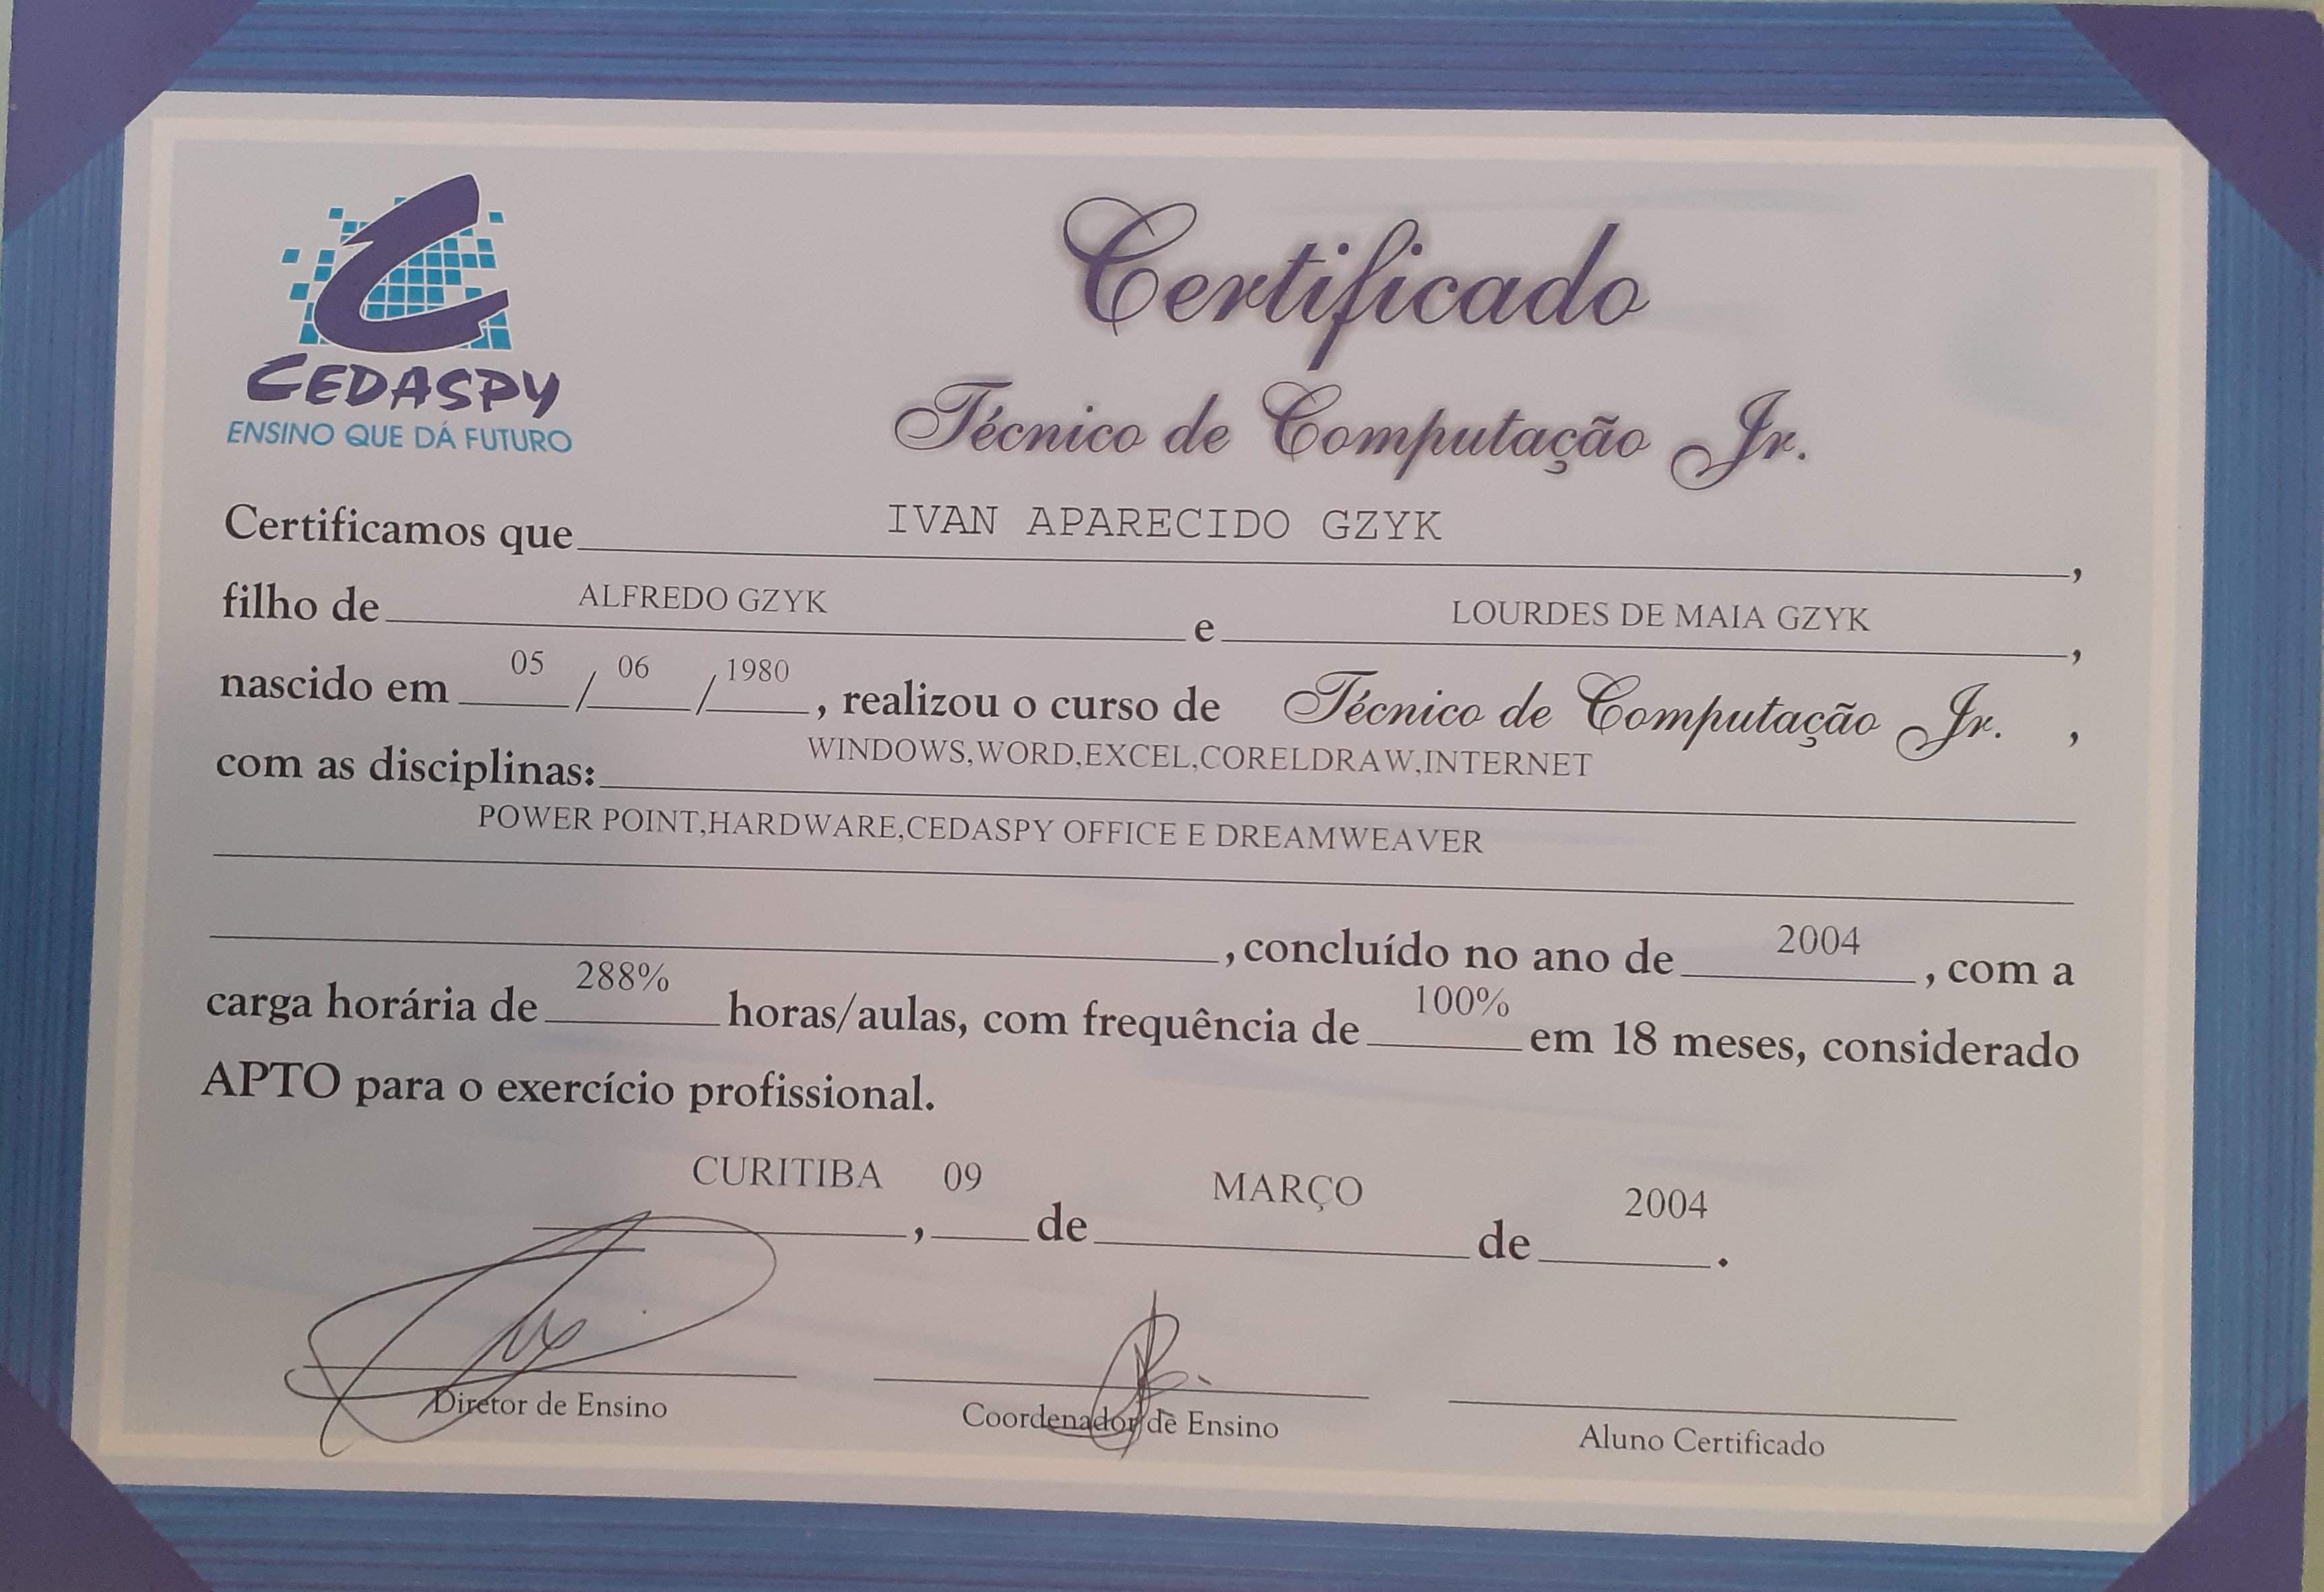 CEDASPY
ENSINO QUE DÁ FUTURO
Certificado
Técnico de Computação Jr.
Certificamos que IVAN APARECIDO GZYK ,
filho de ALFREDO GZYK e LOURDES DE MAIA GZYK ,
nascido em 05 / 06 / 1980 , realizou o curso de Técnico de Computação Jr. ,
com as disciplinas: WINDOWS,WORD,EXCEL,CORELDRAW,INTERNET
POWER POINT,HARDWARE,CEDASPY OFFICE E DREAMWEAVER
, concluído no ano de 2004 , com a
carga horária de 288% horas/aulas, com frequência de 100% em 18 meses, considerado
APTO para o exercício profissional.
CURITIBA , 09 de MARÇO de 2004 .
Diretor de Ensino Coordenador de Ensino Aluno Certificado